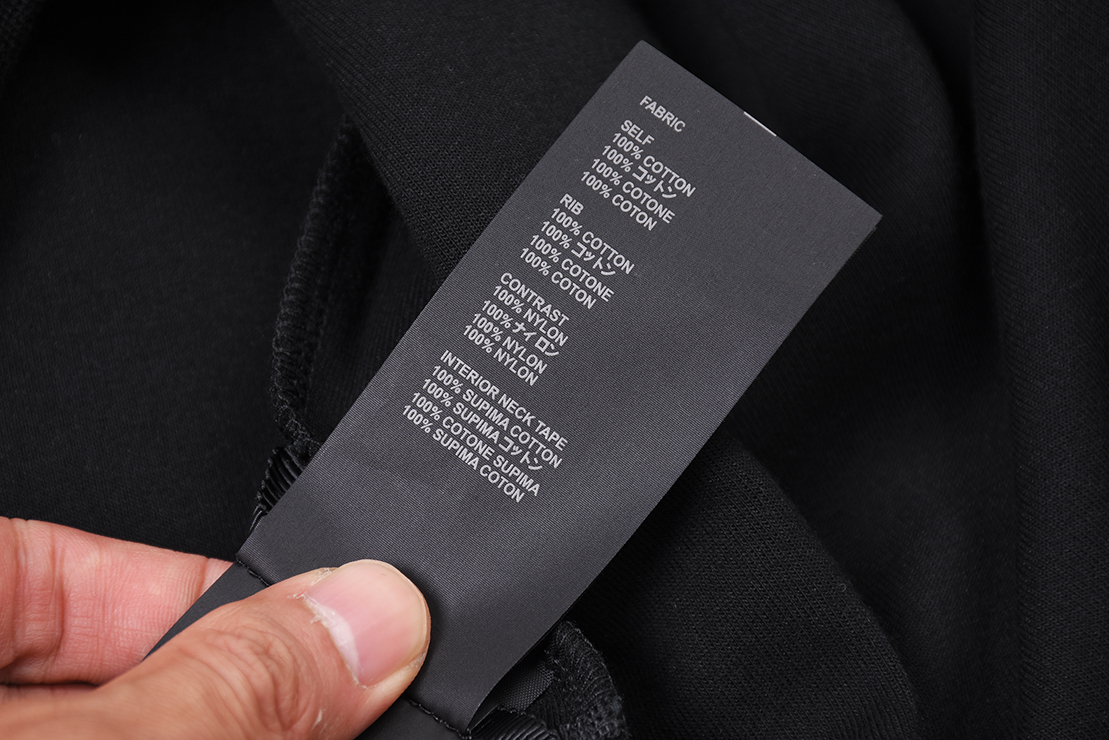 FABRIC
SELF
100% COTTON
100% コットン
100% COTONE
100% COTON
RIB
100% COTTON
100% コットン
100% COTONE
100% COTON
CONTRAST
100% NYLON
100% ナイロン
100% NYLON
100% NYLON
INTERIOR NECK TAPE
100% SUPIMA COTTON
100% SUPIMA コットン
100% COTONE SUPIMA
100% SUPIMA COTON